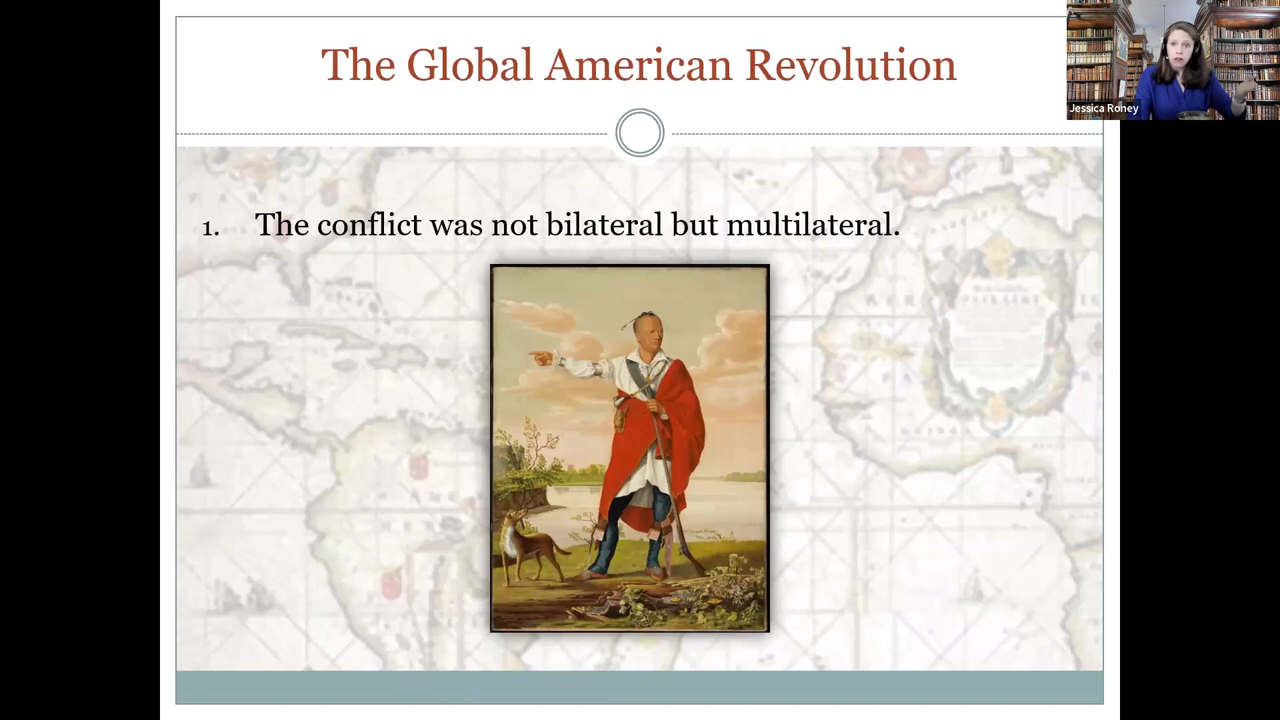 The Global American Revolution
Jessica Roney
1. The conflict was not bilateral but multilateral.